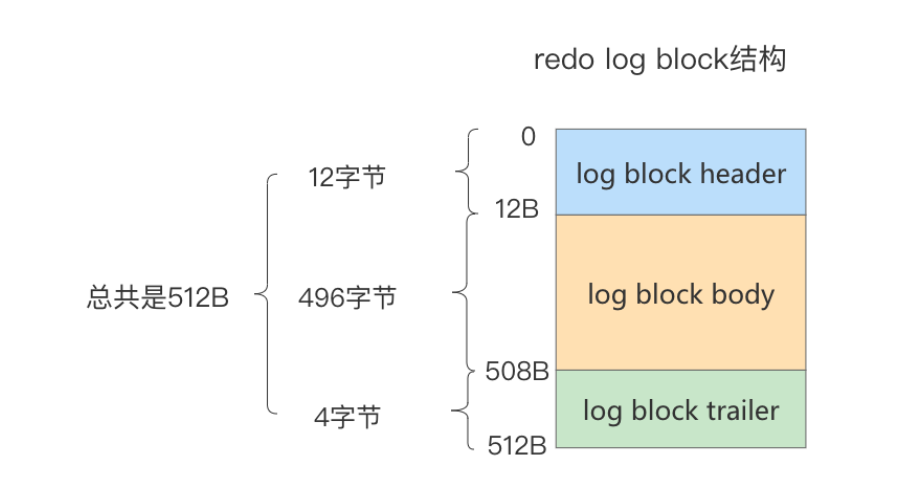 redo log block结构
0
12字节
log block header
12B
总共是512B
496字节
log block body
508B
4字节
log block trailer
512B